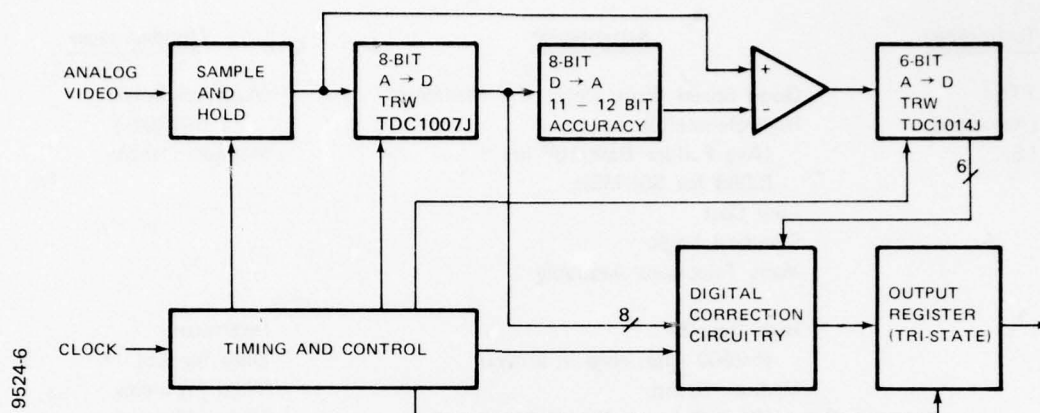 ANALOG
VIDEO
SAMPLE
AND
HOLD
8-BIT
A → D
TRW
TDC1007J
8-BIT
D → A
11 – 12 BIT
ACCURACY
+
–
6-BIT
A → D
TRW
TDC1014J
6
8
DIGITAL
CORRECTION
CIRCUITRY
OUTPUT
REGISTER
(TRI-STATE)
CLOCK
TIMING AND CONTROL
9524-6